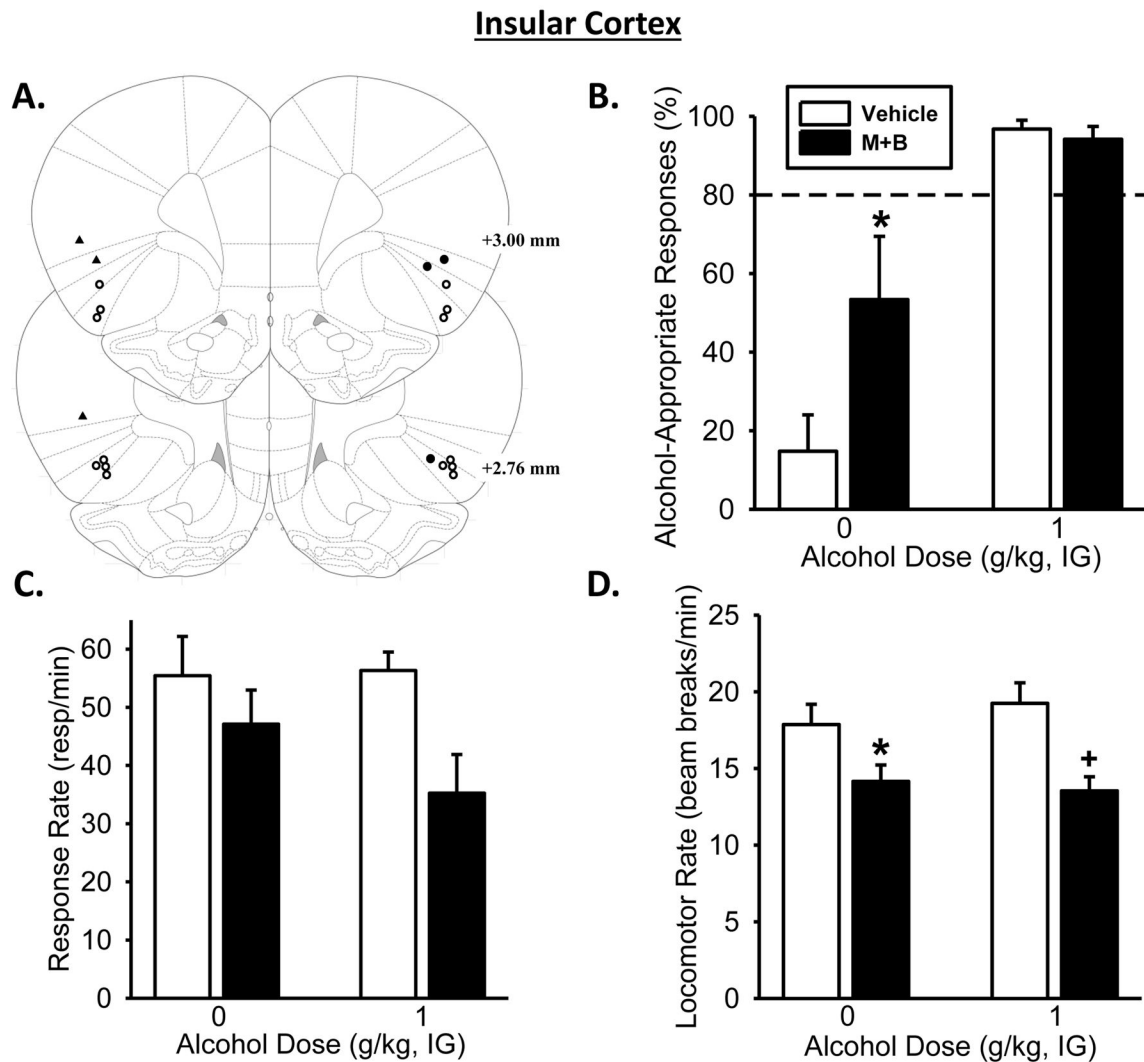 Insular Cortex
A.
+3.00 mm
+2.76 mm
B.
Alcohol-Appropriate Responses (%)
100
80
60
40
20
0
Vehicle
M+B
*
0 1
Alcohol Dose (g/kg, IG)
C.
Response Rate (resp/min)
60
50
40
30
20
10
0
0 1
Alcohol Dose (g/kg, IG)
D.
Locomotor Rate (beam breaks/min)
25
20
15
10
5
0
* +
0 1
Alcohol Dose (g/kg, IG)